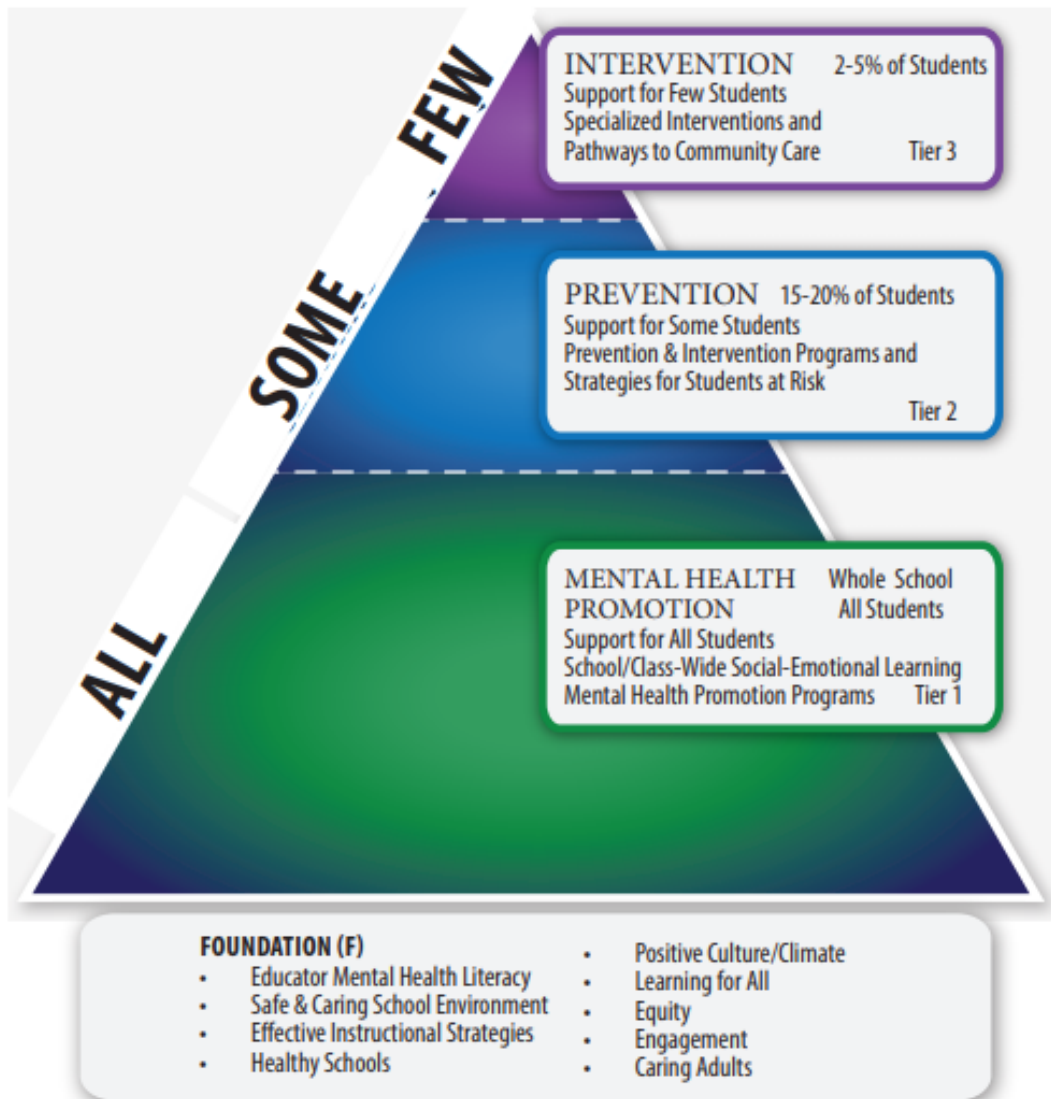 FEW
INTERVENTION 2-5% of Students
Support for Few Students
Specialized Interventions and
Pathways to Community Care Tier 3
SOME
PREVENTION 15-20% of Students
Support for Some Students
Prevention & Intervention Programs and
Strategies for Students at Risk
Tier 2
ALL
MENTAL HEALTH Whole School
PROMOTION All Students
Support for All Students
School/Class-Wide Social-Emotional Learning
Mental Health Promotion Programs Tier 1
FOUNDATION (F)
• Educator Mental Health Literacy
• Safe & Caring School Environment
• Effective Instructional Strategies
• Healthy Schools
• Positive Culture/Climate
• Learning for All
• Equity
• Engagement
• Caring Adults